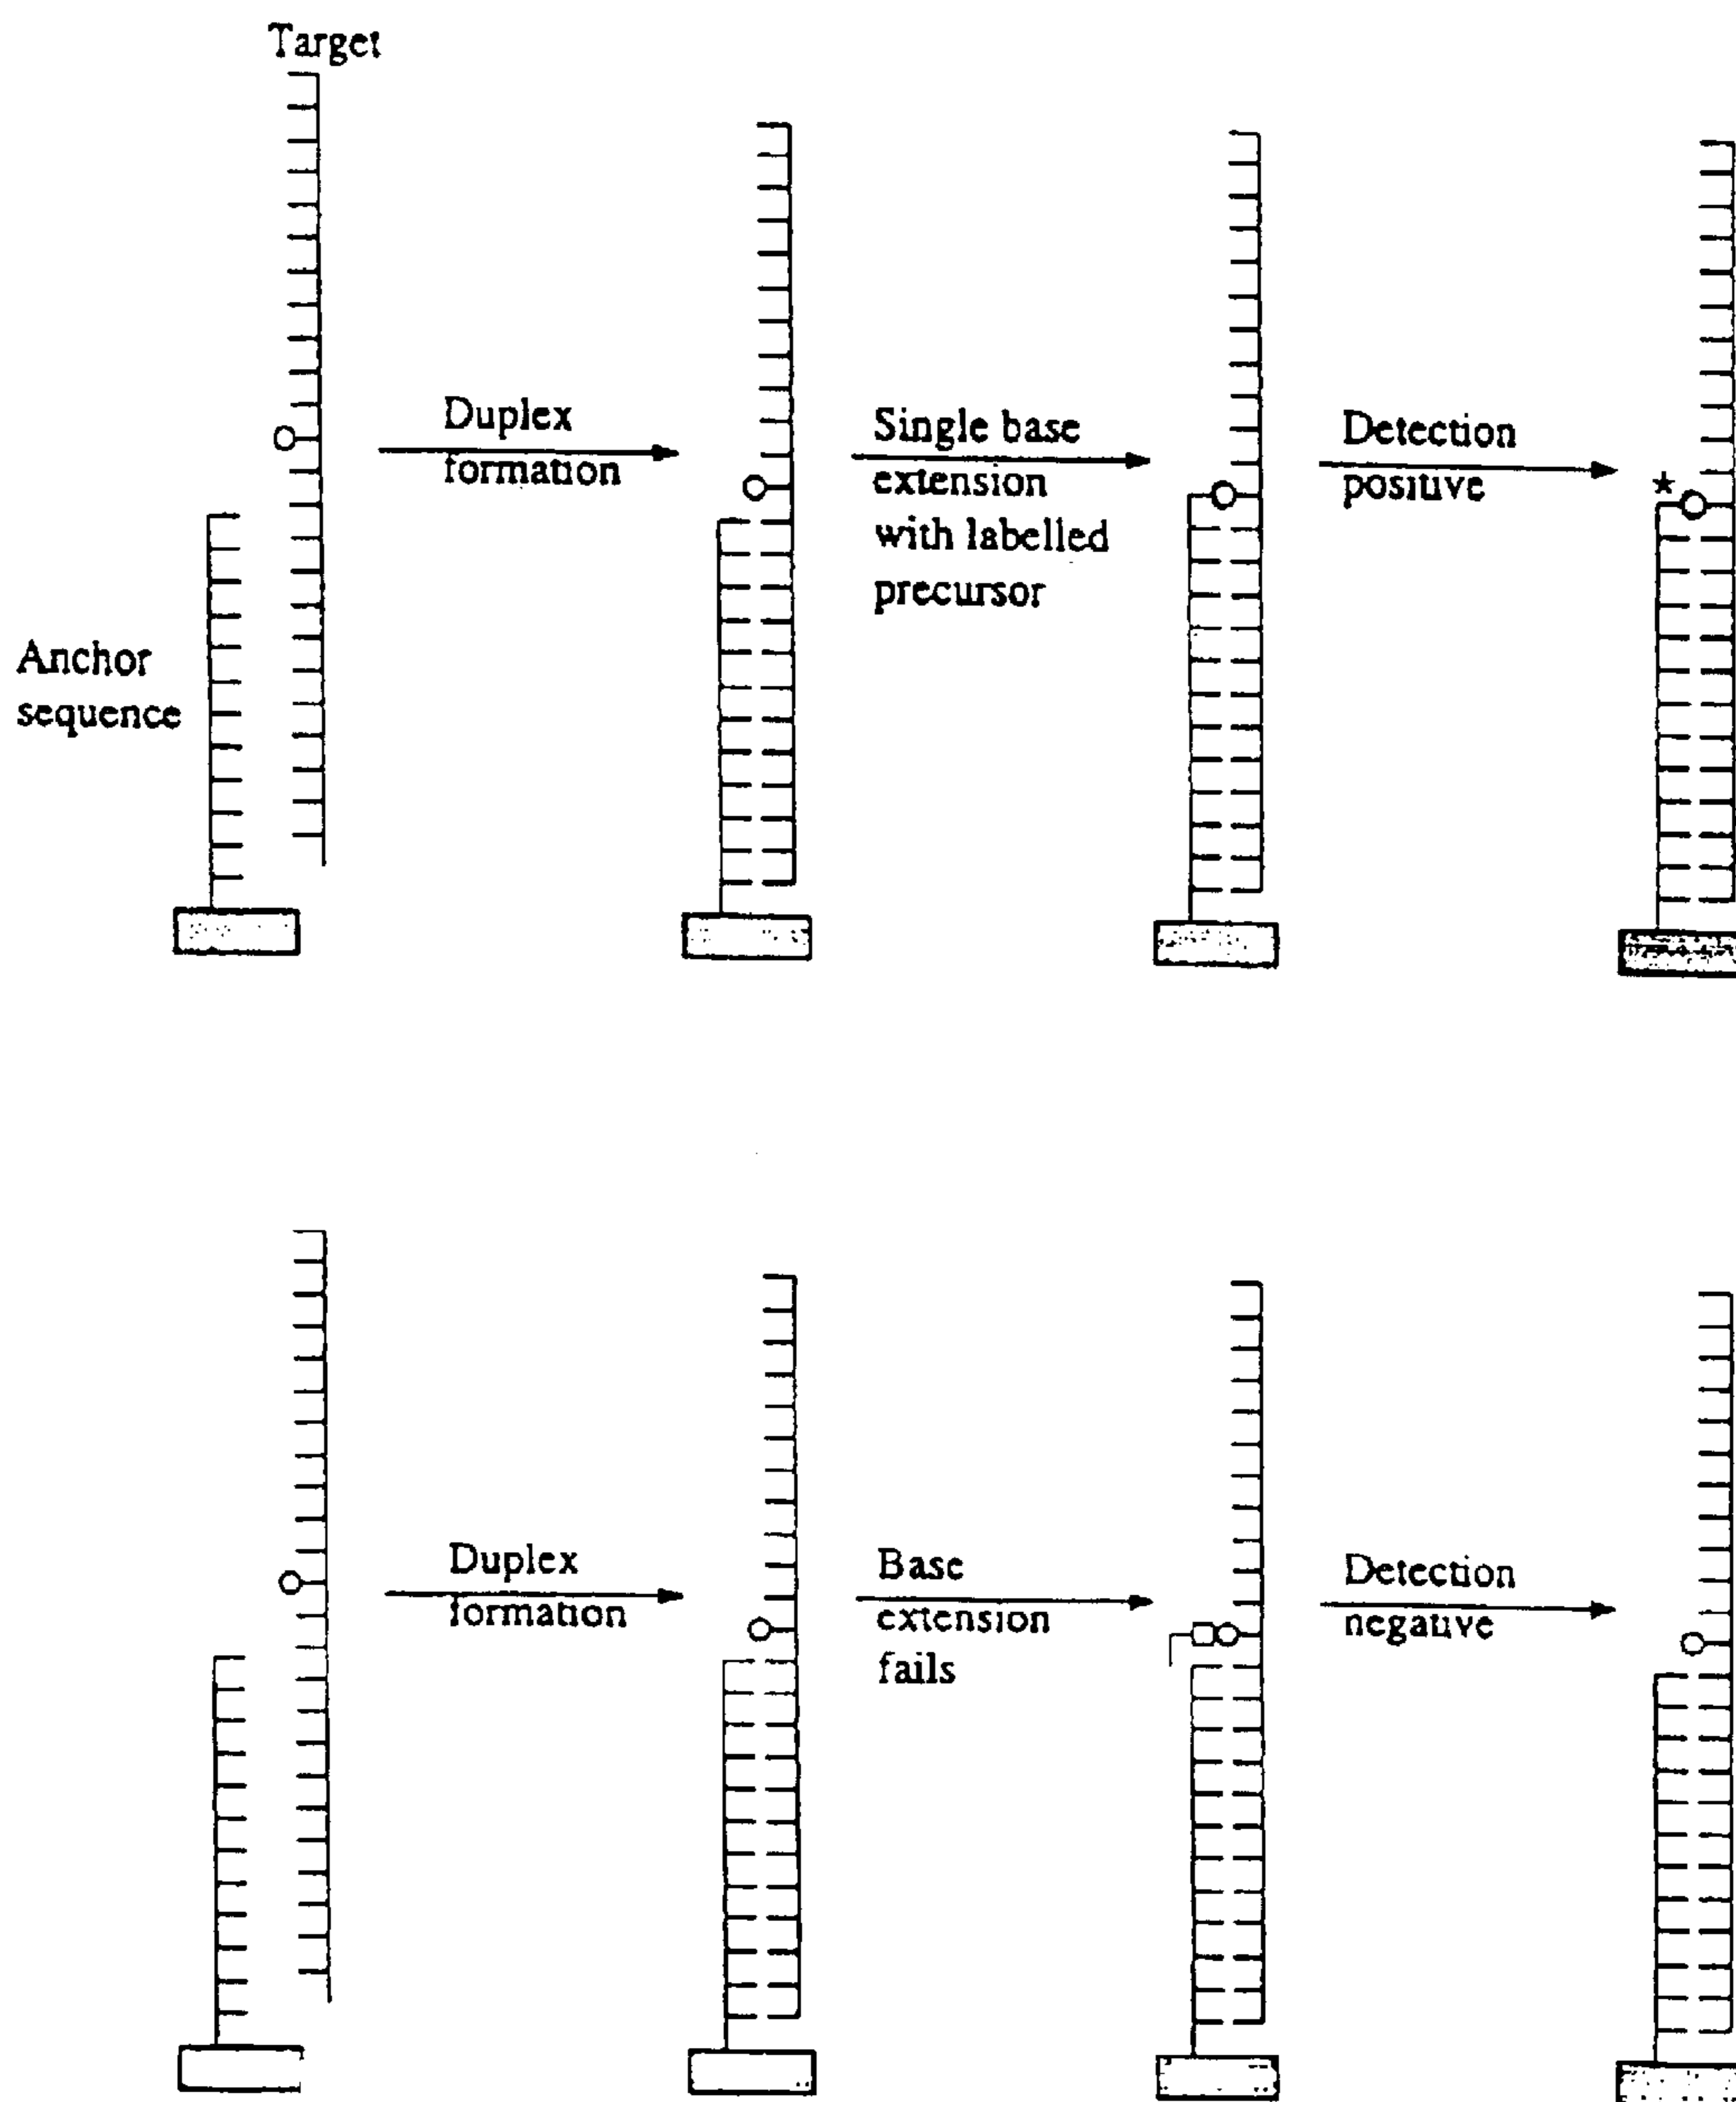 Target
Duplex
formation
Single base
extension
with labelled
precursor
Detection
positive
★
Anchor
sequence
Duplex
formation
Base
extension
fails
Detection
negative